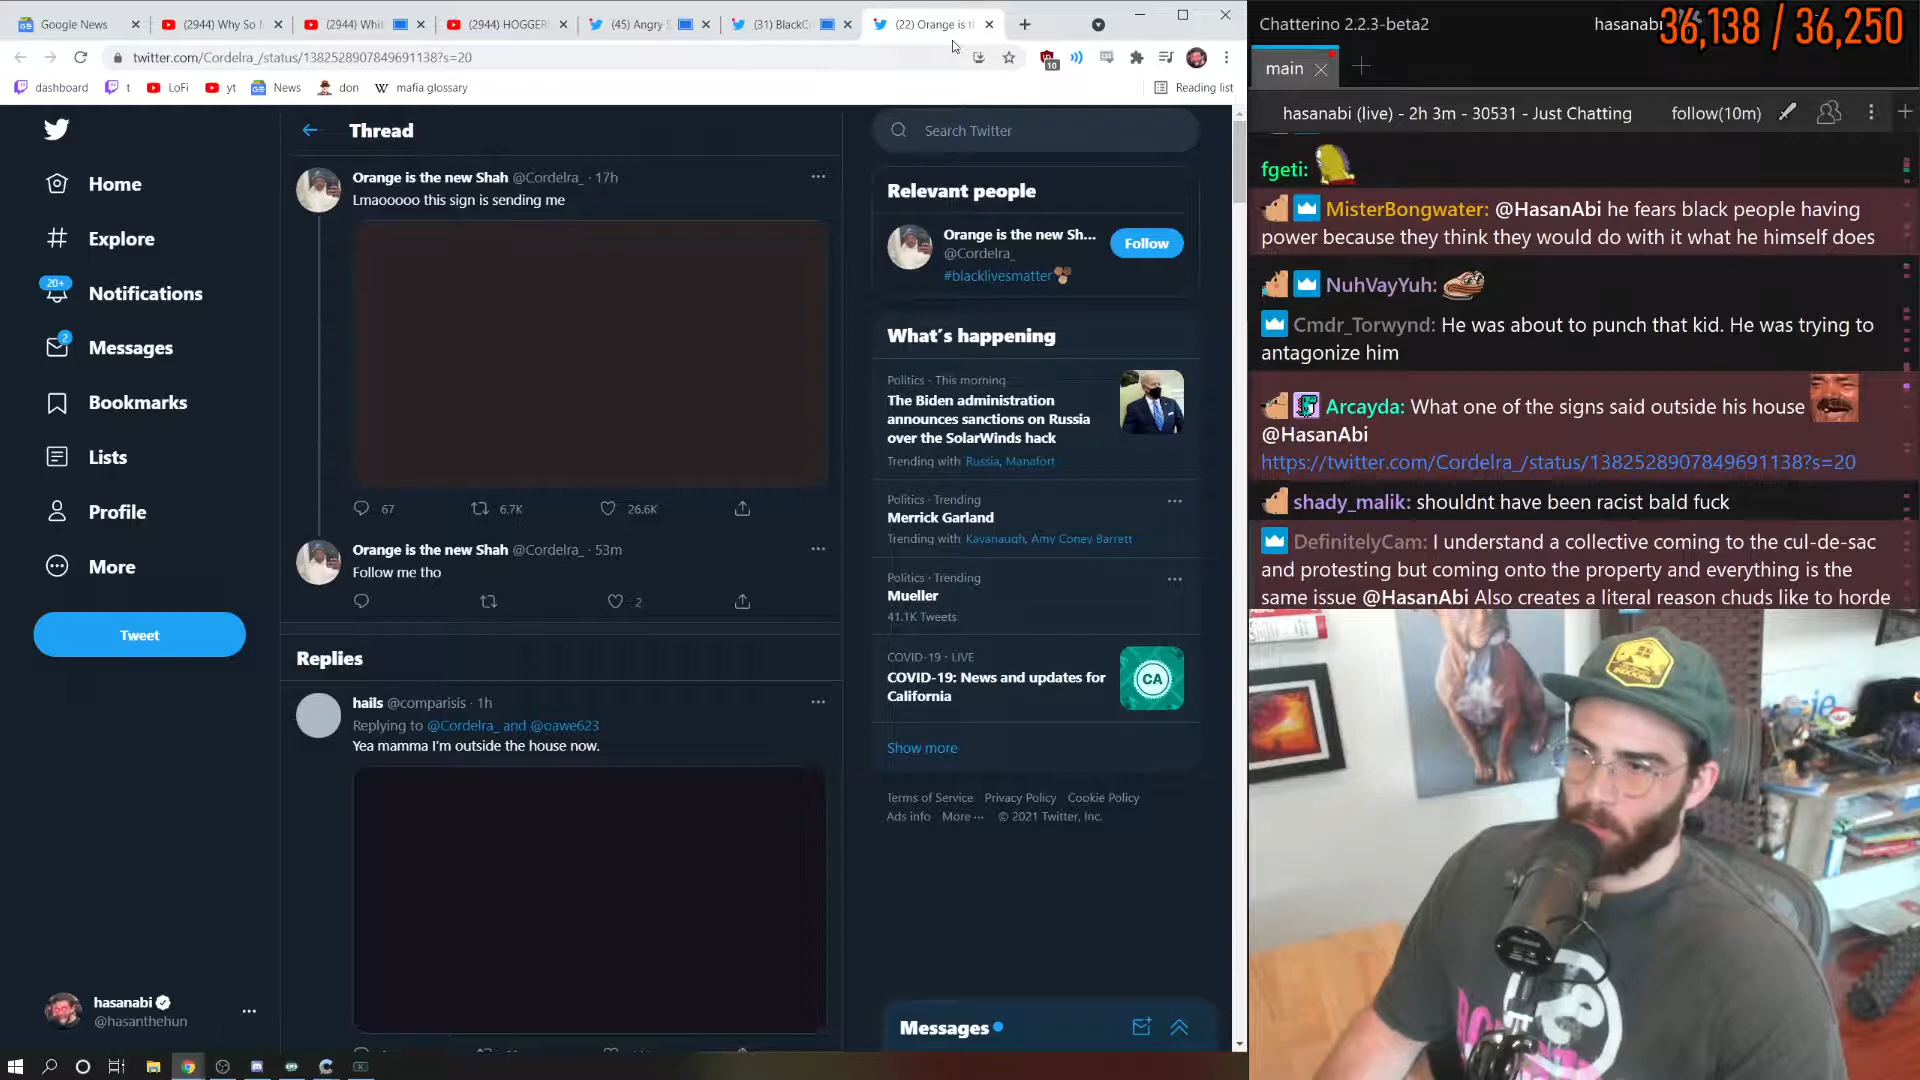 Google News
(2944) Why So M
(2944) Whit
(2944) HOGGER
(45) Angry S
(31) BlackC
(22) Orange is th
twitter.com/Cordelra_/status/1382528907849691138?s=20
10
dashboard
t
LoFi
yt
News
don
mafia glossary
Reading list
Home
Explore
20+
Notifications
2
Messages
Bookmarks
Lists
Profile
More
Tweet
hasanabi
@hasanthehun
Thread
Orange is the new Shah @Cordelra_ · 17h
Lmaooooo this sign is sending me
67
6.7K
26.6K
Orange is the new Shah @Cordelra_ · 53m
Follow me tho
2
Replies
hails @comparisis · 1h
Replying to @Cordelra_ and @oawe623
Yea mamma I'm outside the house now.
Search Twitter
Relevant people
Orange is the new Sh...
@Cordelra_
Follow
#blacklivesmatter
What's happening
Politics · This morning
The Biden administration
announces sanctions on Russia
over the SolarWinds hack
Trending with Russia, Manafort
Politics · Trending
Merrick Garland
Trending with Kavanaugh, Amy Coney Barrett
Politics · Trending
Mueller
41.1K Tweets
COVID-19 · LIVE
COVID-19: News and updates for
California
CA
Show more
Terms of Service Privacy Policy Cookie Policy
Ads info More ··· © 2021 Twitter, Inc.
Messages
Chatterino 2.2.3-beta2
hasanabi
36,138 / 36,250
main
hasanabi (live) - 2h 3m - 30531 - Just Chatting
follow(10m)
fgeti:
MisterBongwater: @HasanAbi he fears black people having
power because they think they would do with it what he himself does
NuhVayYuh:
Cmdr_Torwynd: He was about to punch that kid. He was trying to
antagonize him
Arcayda: What one of the signs said outside his house
@HasanAbi
https://twitter.com/Cordelra_/status/1382528907849691138?s=20
shady_malik: shouldnt have been racist bald fuck
DefinitelyCam: I understand a collective coming to the cul-de-sac
and protesting but coming onto the property and everything is the
same issue @HasanAbi Also creates a literal reason chuds like to horde